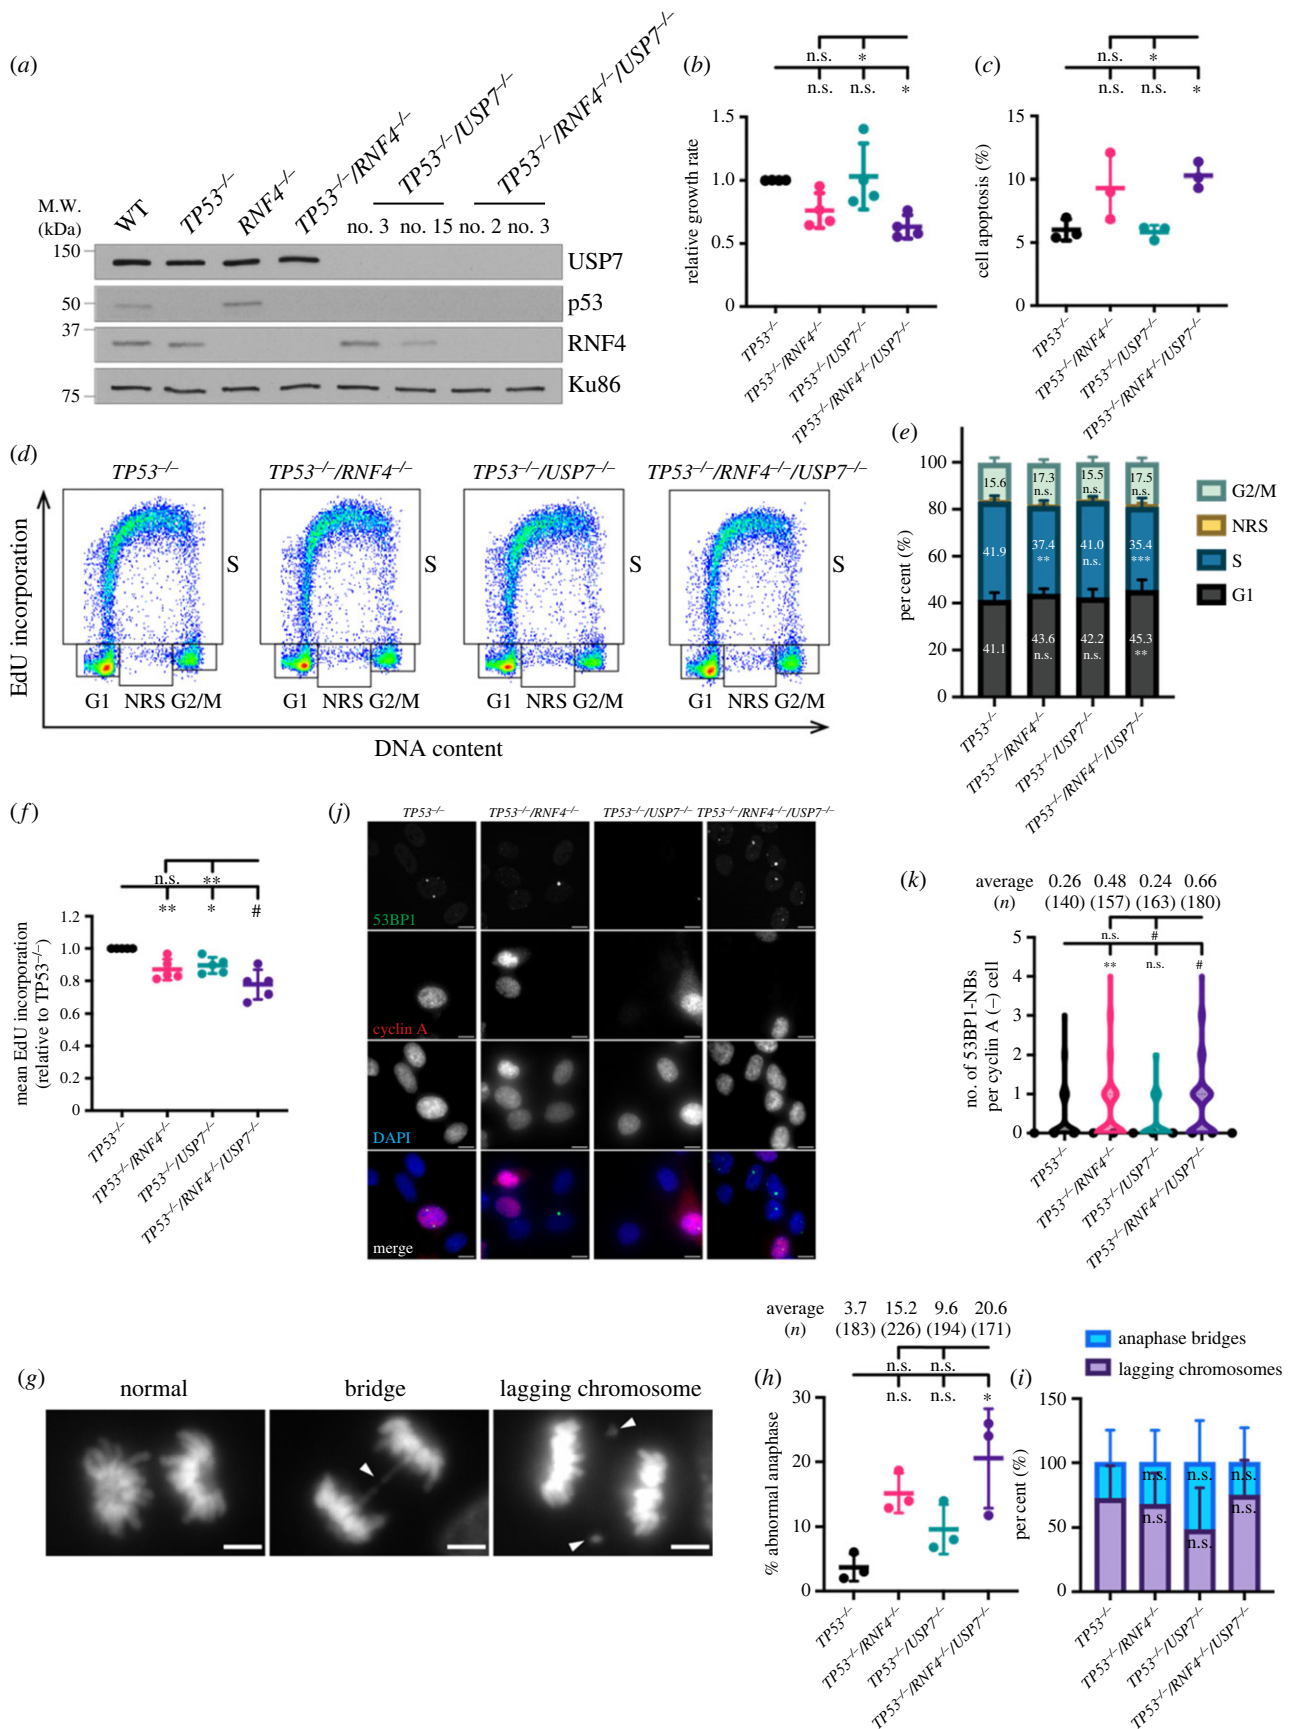 (a)
M.W.
(kDa)
WT
TP53–/–
RNF4–/–
TP53–/–/RNF4–/–
TP53–/–/USP7–/–
TP53–/–/RNF4–/–/USP7–/–
no. 3 no. 15 no. 2 no. 3
150
USP7
50
p53
37
RNF4
75
Ku86
(b)
n.s. *
n.s. n.s. *
relative growth rate
1.5
1.0
0.5
0
TP53–/–
TP53–/–/RNF4–/–
TP53–/–/USP7–/–
TP53–/–/RNF4–/–/USP7–/–
(c)
n.s. *
n.s. n.s. *
cell apoptosis (%)
15
10
5
0
TP53–/–
TP53–/–/RNF4–/–
TP53–/–/USP7–/–
TP53–/–/RNF4–/–/USP7–/–
(d)
TP53–/–
TP53–/–/RNF4–/–
TP53–/–/USP7–/–
TP53–/–/RNF4–/–/USP7–/–
EdU incorporation
S
S
S
S
G1 NRS G2/M
G1 NRS G2/M
G1 NRS G2/M
G1 NRS G2/M
DNA content
(e)
per cent (%)
100
80
60
40
20
0
15.6
17.3
n.s.
15.5
n.s.
17.5
n.s.
41.9
37.4
**
41.0
n.s.
35.4
***
41.1
43.6
n.s.
42.2
n.s.
45.3
**
G2/M
NRS
S
G1
TP53–/–
TP53–/–/RNF4–/–
TP53–/–/USP7–/–
TP53–/–/RNF4–/–/USP7–/–
(f)
n.s. **
** * #
mean EdU incorporation
(relative to TP53–/–)
1.2
1.0
0.8
0.6
0.4
0.2
0
TP53–/–
TP53–/–/RNF4–/–
TP53–/–/USP7–/–
TP53–/–/RNF4–/–/USP7–/–
(j)
TP53–/–
TP53–/–/RNF4–/–
TP53–/–/USP7–/–
TP53–/–/RNF4–/–/USP7–/–
53BP1
cyclin A
DAPI
merge
(k)
average 0.26 0.48 0.24 0.66
(n) (140) (157) (163) (180)
n.s. #
** n.s. #
no. of 53BP1-NBs
per cyclin A (–) cell
5
4
3
2
1
0
TP53–/–
TP53–/–/RNF4–/–
TP53–/–/USP7–/–
TP53–/–/RNF4–/–/USP7–/–
(g)
normal
bridge
lagging chromosome
(h)
average 3.7 15.2 9.6 20.6
(n) (183) (226) (194) (171)
n.s. n.s.
n.s. n.s. *
% abnormal anaphase
30
20
10
0
TP53–/–
TP53–/–/RNF4–/–
TP53–/–/USP7–/–
TP53–/–/RNF4–/–/USP7–/–
(i)
anaphase bridges
lagging chromosomes
per cent (%)
150
100
50
0
n.s. n.s. n.s.
n.s. n.s. n.s.
TP53–/–
TP53–/–/RNF4–/–
TP53–/–/USP7–/–
TP53–/–/RNF4–/–/USP7–/–